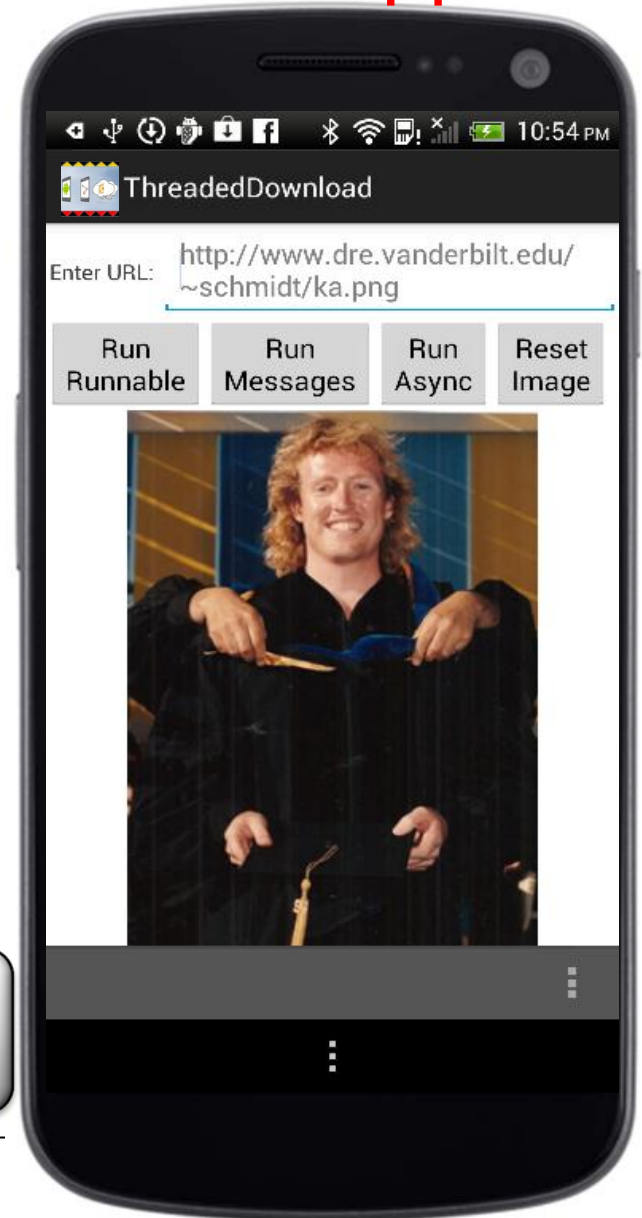 10:54 PM
ThreadedDownload
Enter URL:
http://www.dre.vanderbilt.edu/
~schmidt/ka.png
Run
Runnable
Run
Messages
Run
Async
Reset
Image